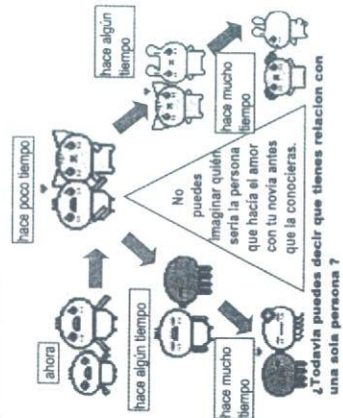 ahora
hace poco tiempo
hace algún
tiempo
hace mucho
tiempo
hace algún tiempo
hace mucho
tiempo
No
puedes
imaginar quién
sería la persona
que hacía el amor
con tu novia antes
que la conocieras.
¿Todavia puedes decir que tienes relacion con
una sola persona ?